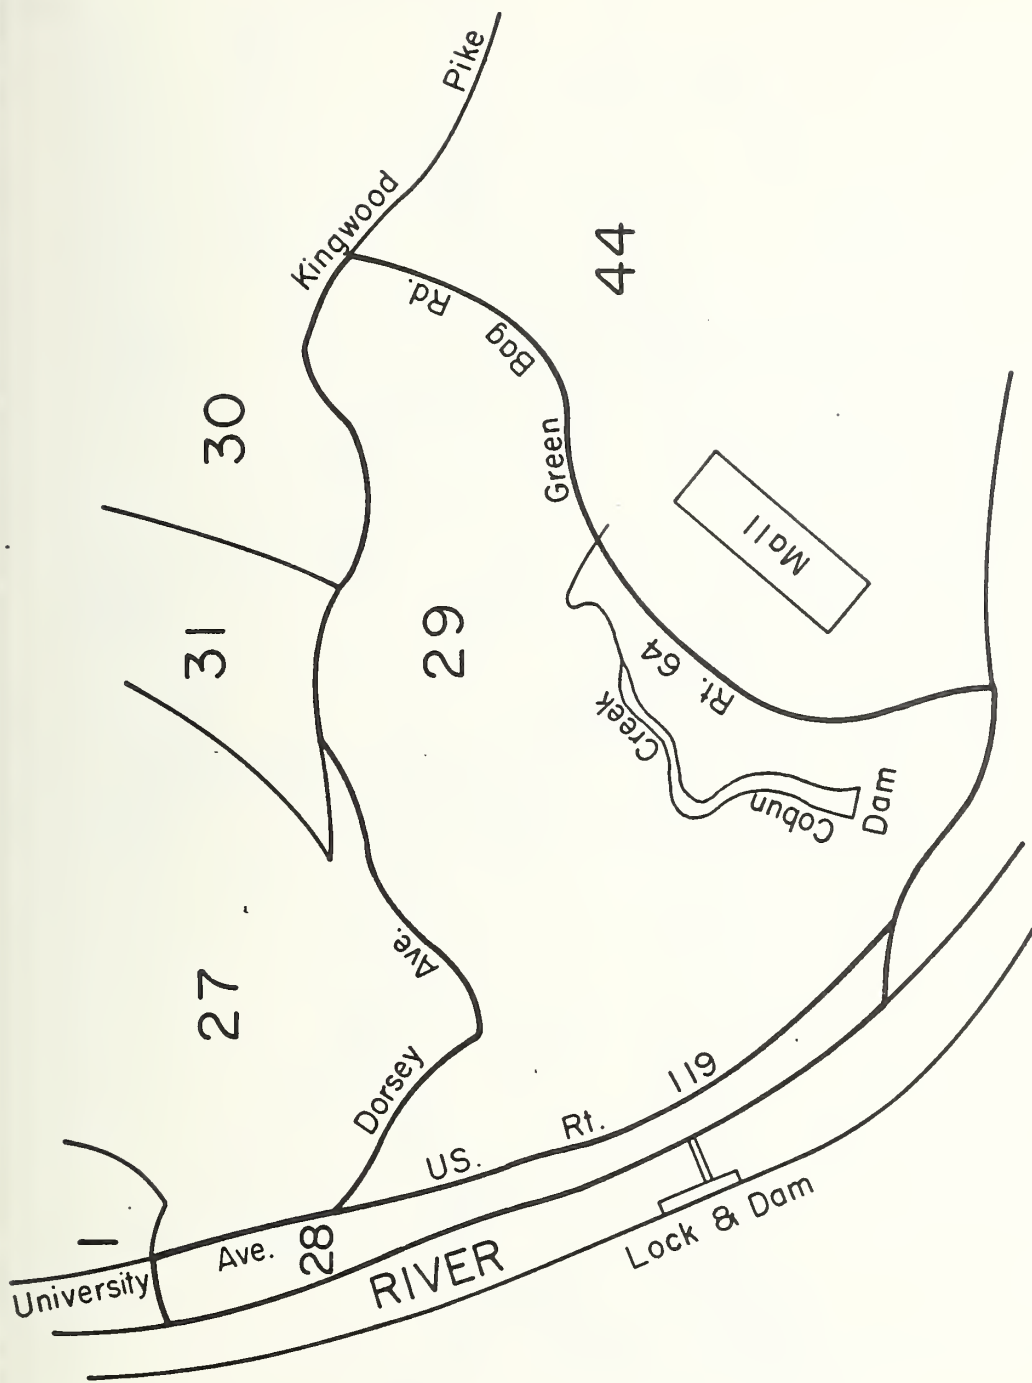 Kingwood Pike
44
Green Bag Rd.
30
Mall
31
29
Rt. 64
Cobun Creek
Dam
27
Dorsey Ave.
US. Rt. 119
1
28
University Ave.
RIVER
Lock & Dam